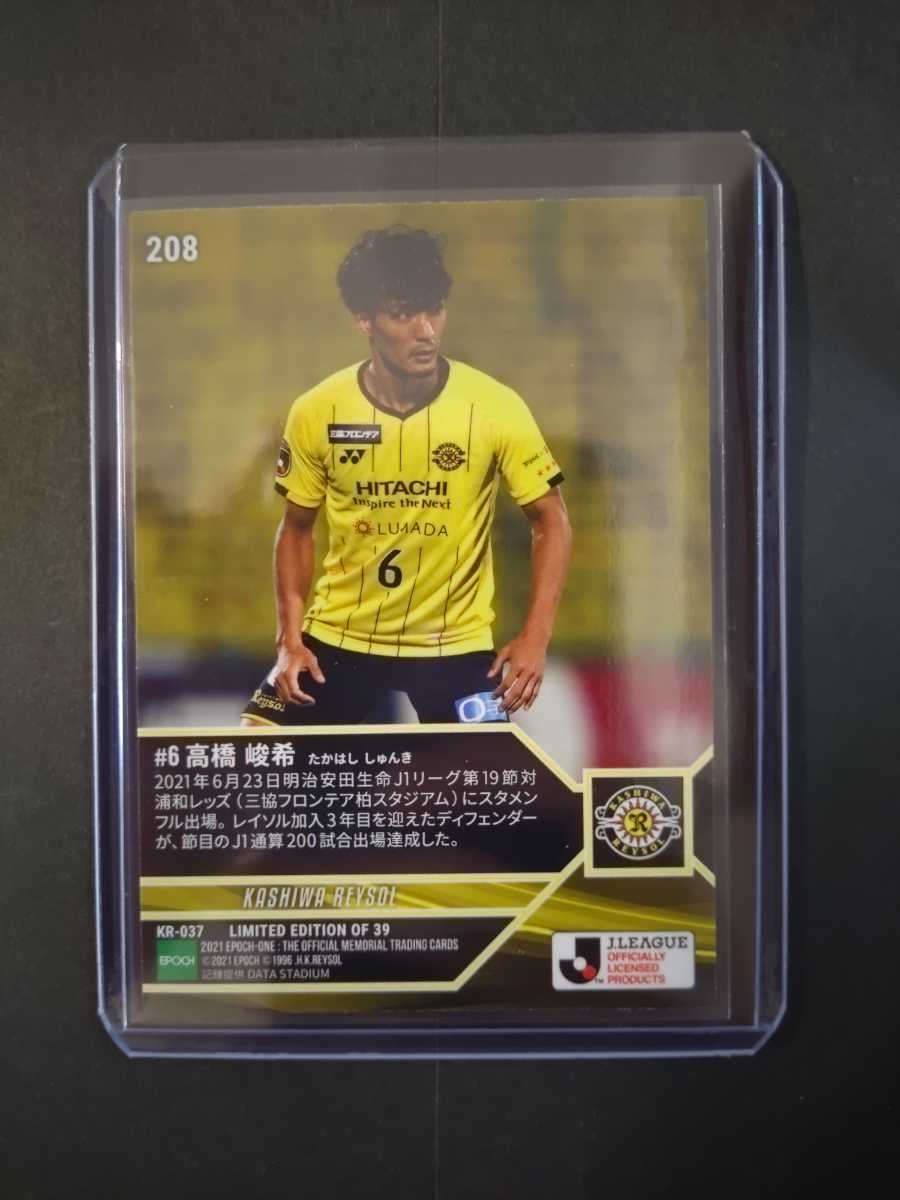 208
三協フロンテア
HITACHI
Inspire the Next
LUMADA
6
Reysol
#6 高橋 峻希 たかはし しゅんき
2021年6月23日明治安田生命J1リーグ第19節対
浦和レッズ(三協フロンテア柏スタジアム)にスタメン
フル出場。レイソル加入3年目を迎えたディフェンダー
が、節目のJ1通算200試合出場達成した。
KASHIWA
R
REYSOL
KASHIWA REYSOL
KR-037 LIMITED EDITION OF 39
EPOCH
2021 EPOCH-ONE : THE OFFICIAL MEMORIAL TRADING CARDS
© 2021 EPOCH © 1996 .H.K.REYSOL
記録提供 DATA STADIUM
J.LEAGUE
OFFICIALLY
LICENSED
PRODUCTS
TM